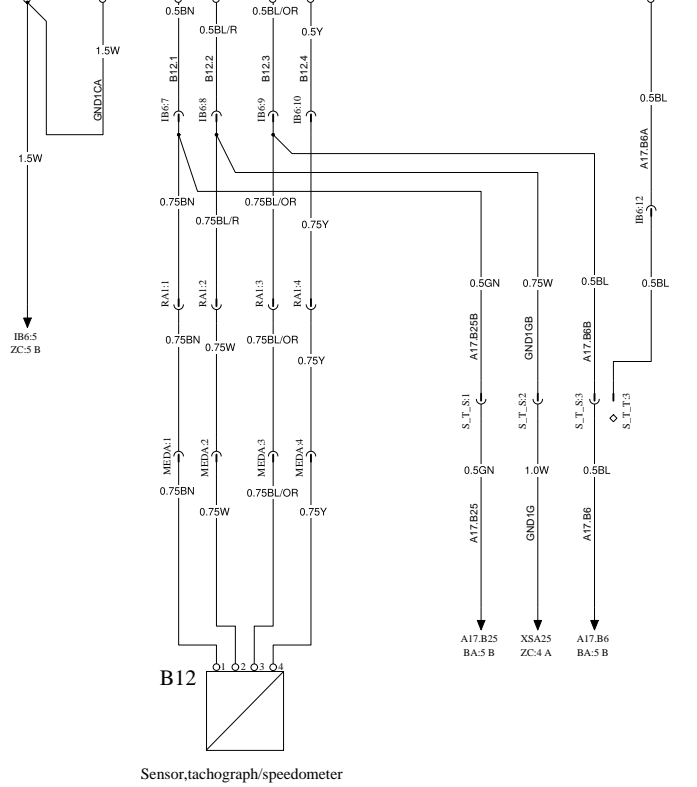 0.5BN
0.5BL/OR
0.5BL/R
0.5Y
1.5W
GND1CA
B12.1
B12.2
B12.3
B12.4
0.5BL
IB6:7
IB6:8
IB6:9
IB6:10
A17.B6A
1.5W
0.75BN
0.75BL/OR
0.75BL/R
0.75Y
IB6:12
RA1:1
RA1:2
RA1:3
RA1:4
0.5GN
0.75W
0.5BL
0.5BL
IB6:5
ZC:5 B
0.75BN
0.75W
0.75BL/OR
0.75Y
A17.B25B
GND1GB
A17.B6B
S_T_S:1
S_T_S:2
S_T_S:3
S_T_T:3
MEDA:1
MEDA:2
MEDA:3
MEDA:4
0.5GN
1.0W
0.5BL
0.75BN
0.75W
0.75BL/OR
0.75Y
A17.B25
GND1G
A17.B6
A17.B25
BA:5 B
XSA25
ZC:4 A
A17.B6
BA:5 B
1 2 3 4
B12
Sensor,tachograph/speedometer